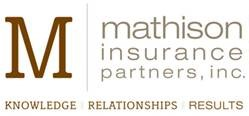 M
mathison
insurance
partners, inc.
KNOWLEDGE | RELATIONSHIPS | RESULTS